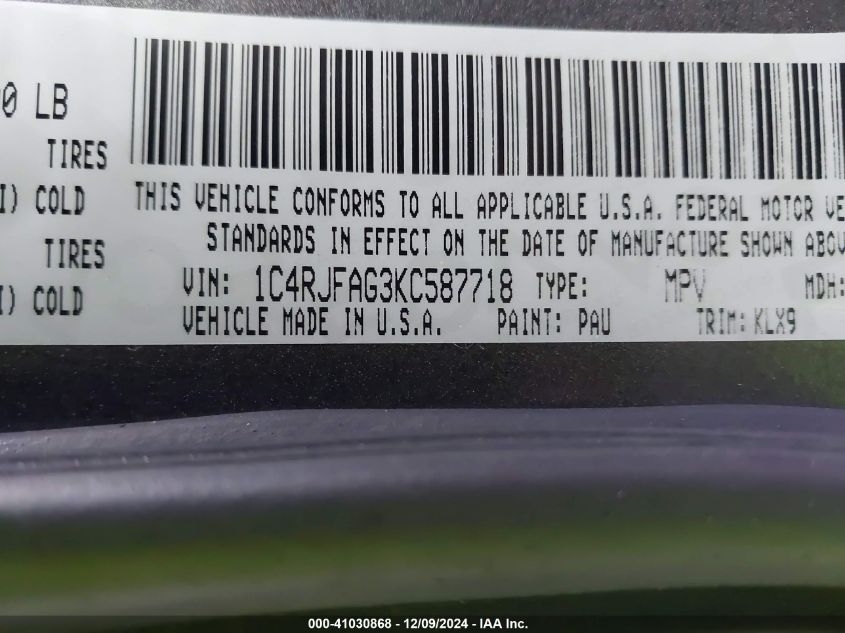 00 LB
TIRES
I) COLD
TIRES
I) COLD
THIS VEHICLE CONFORMS TO ALL APPLICABLE U.S.A. FEDERAL MOTOR VE
STANDARDS IN EFFECT ON THE DATE OF MANUFACTURE SHOWN ABOV
VIN: 1C4RJFAG3KC587718 TYPE: MPV MDH:
VEHICLE MADE IN U.S.A. PAINT: PAU TRIM: KLX9
000-41030868 - 12/09/2024 - IAA Inc.